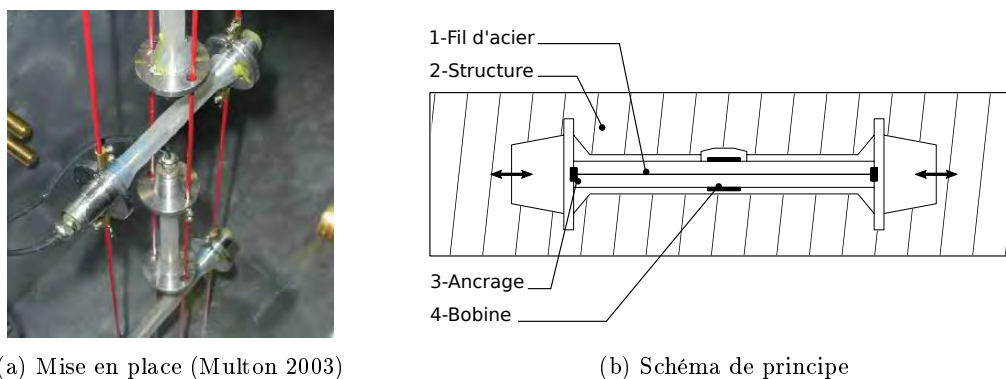 1-Fil d'acier
2-Structure
3-Ancrage
4-Bobine
a) Mise en place (Multon 2003)
(b) Schéma de principe